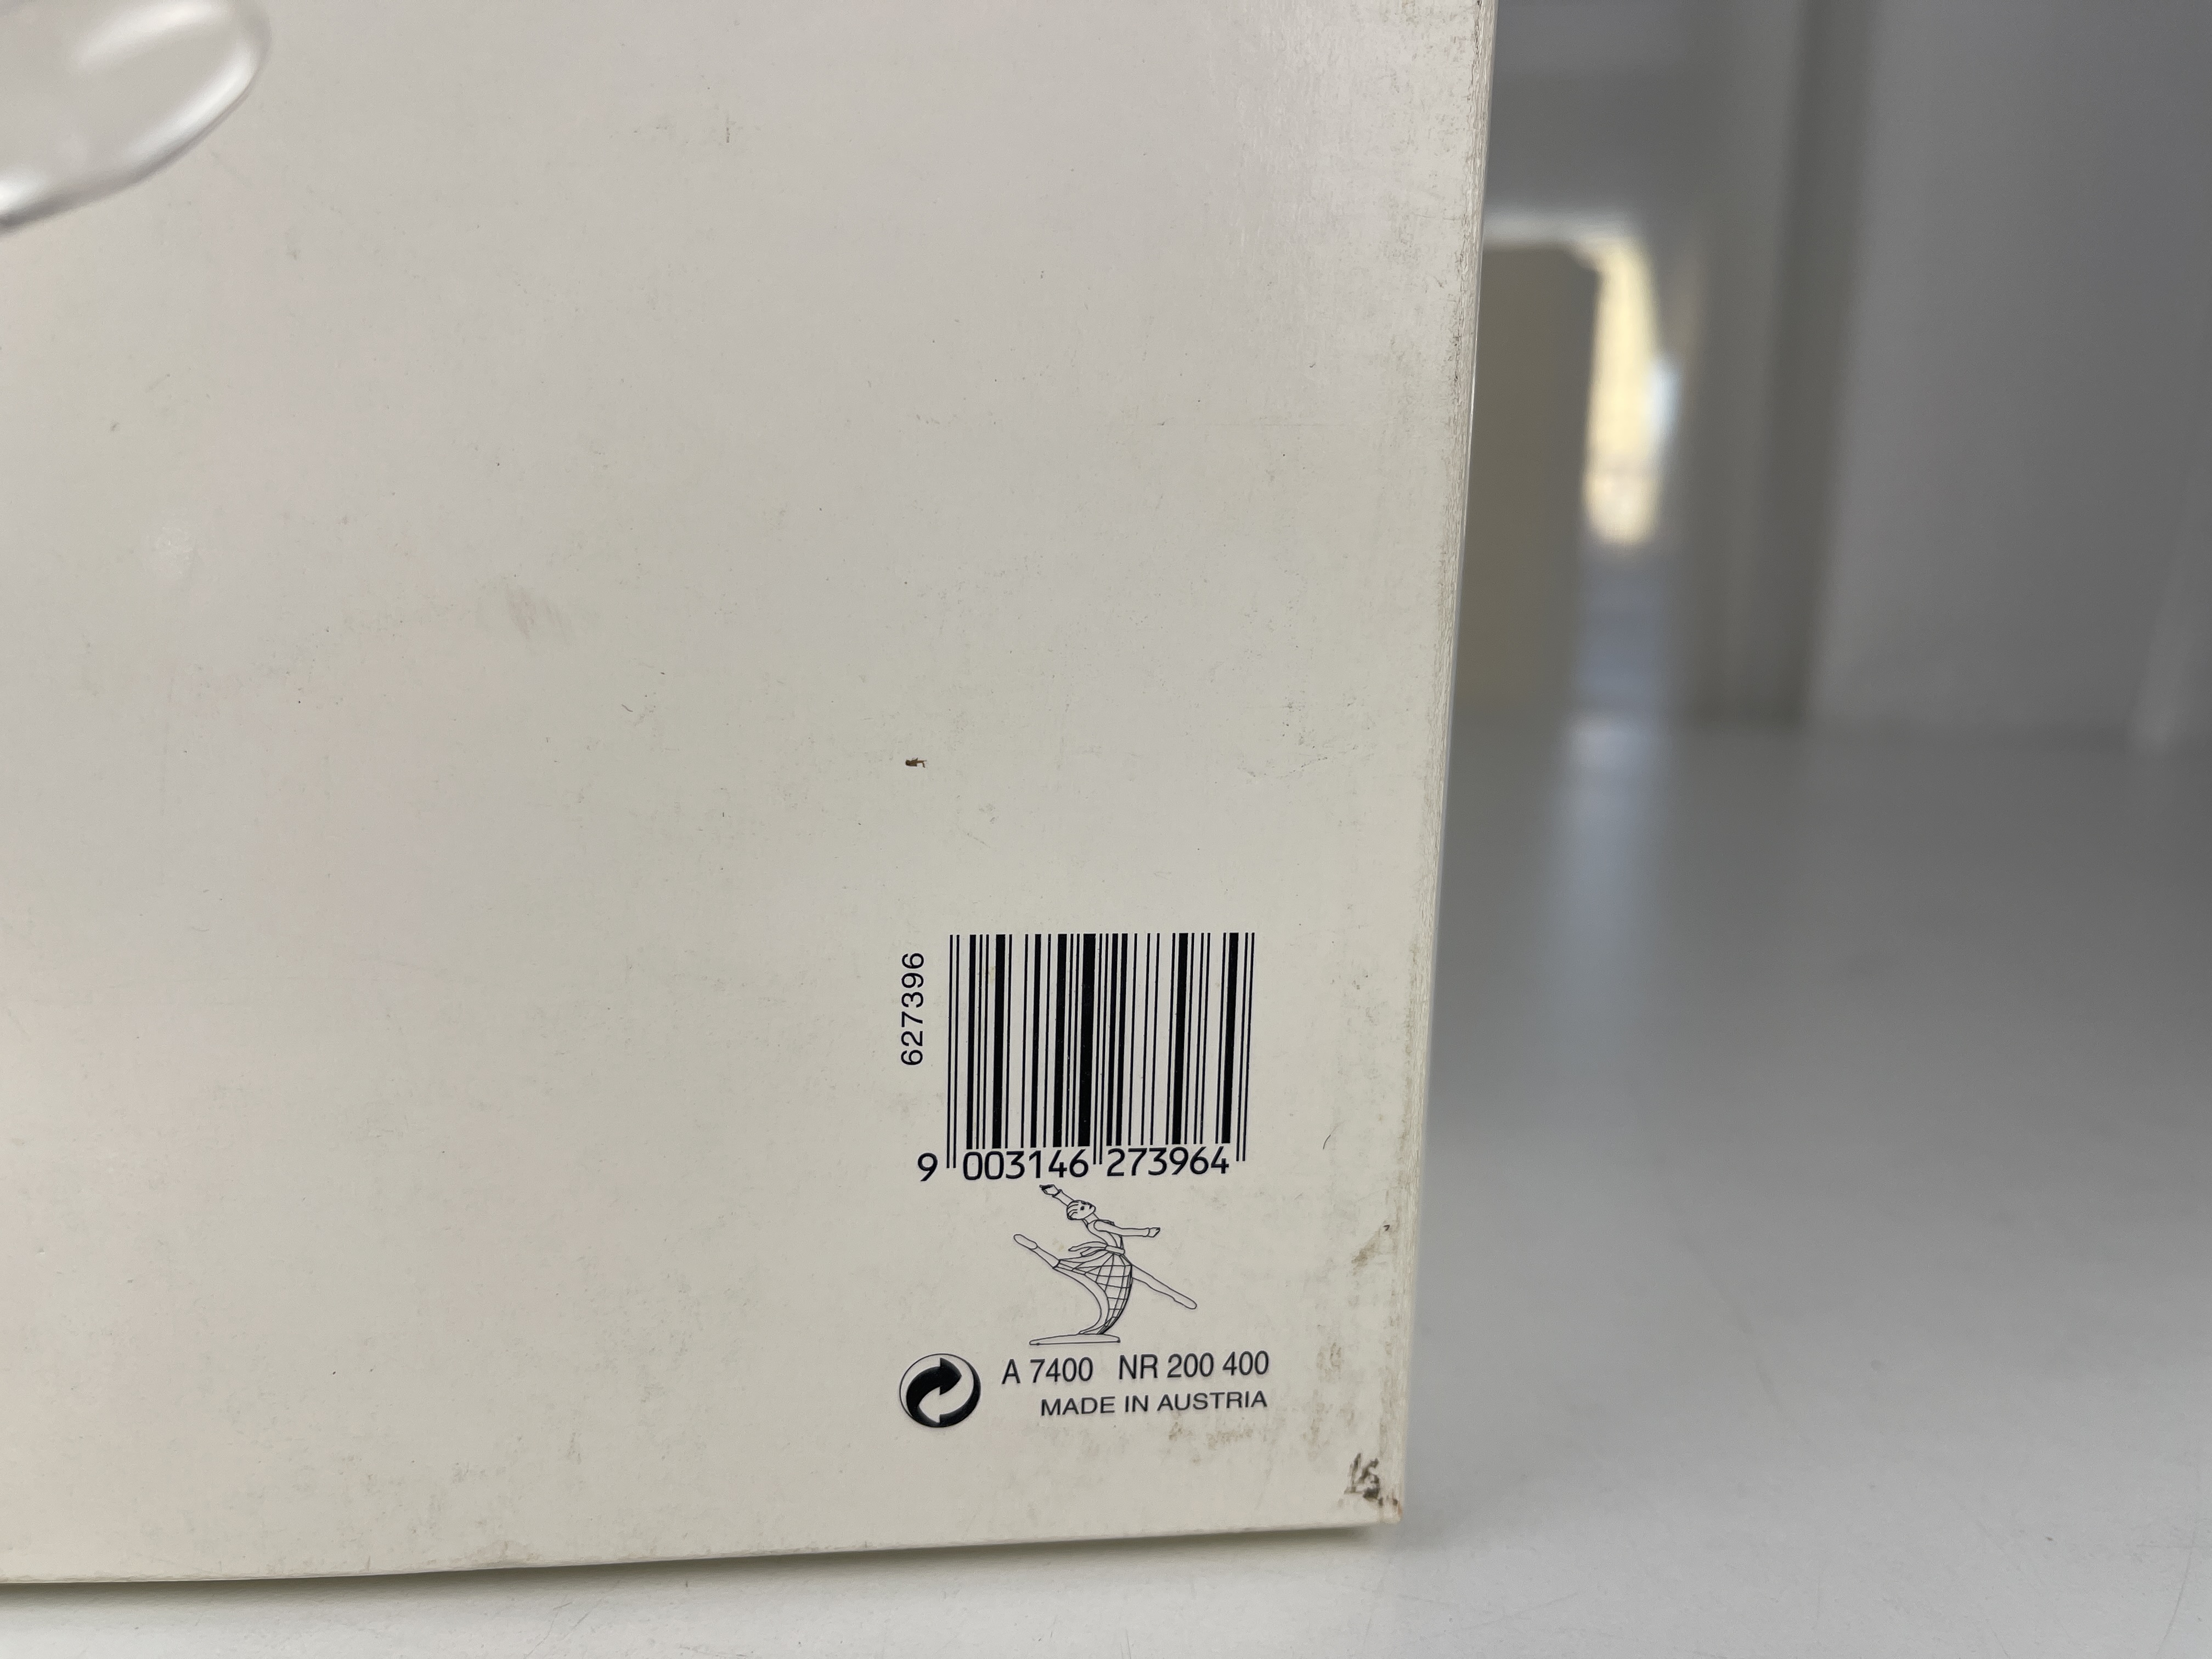 627396
9 003146 273964
A 7400 NR 200 400
MADE IN AUSTRIA